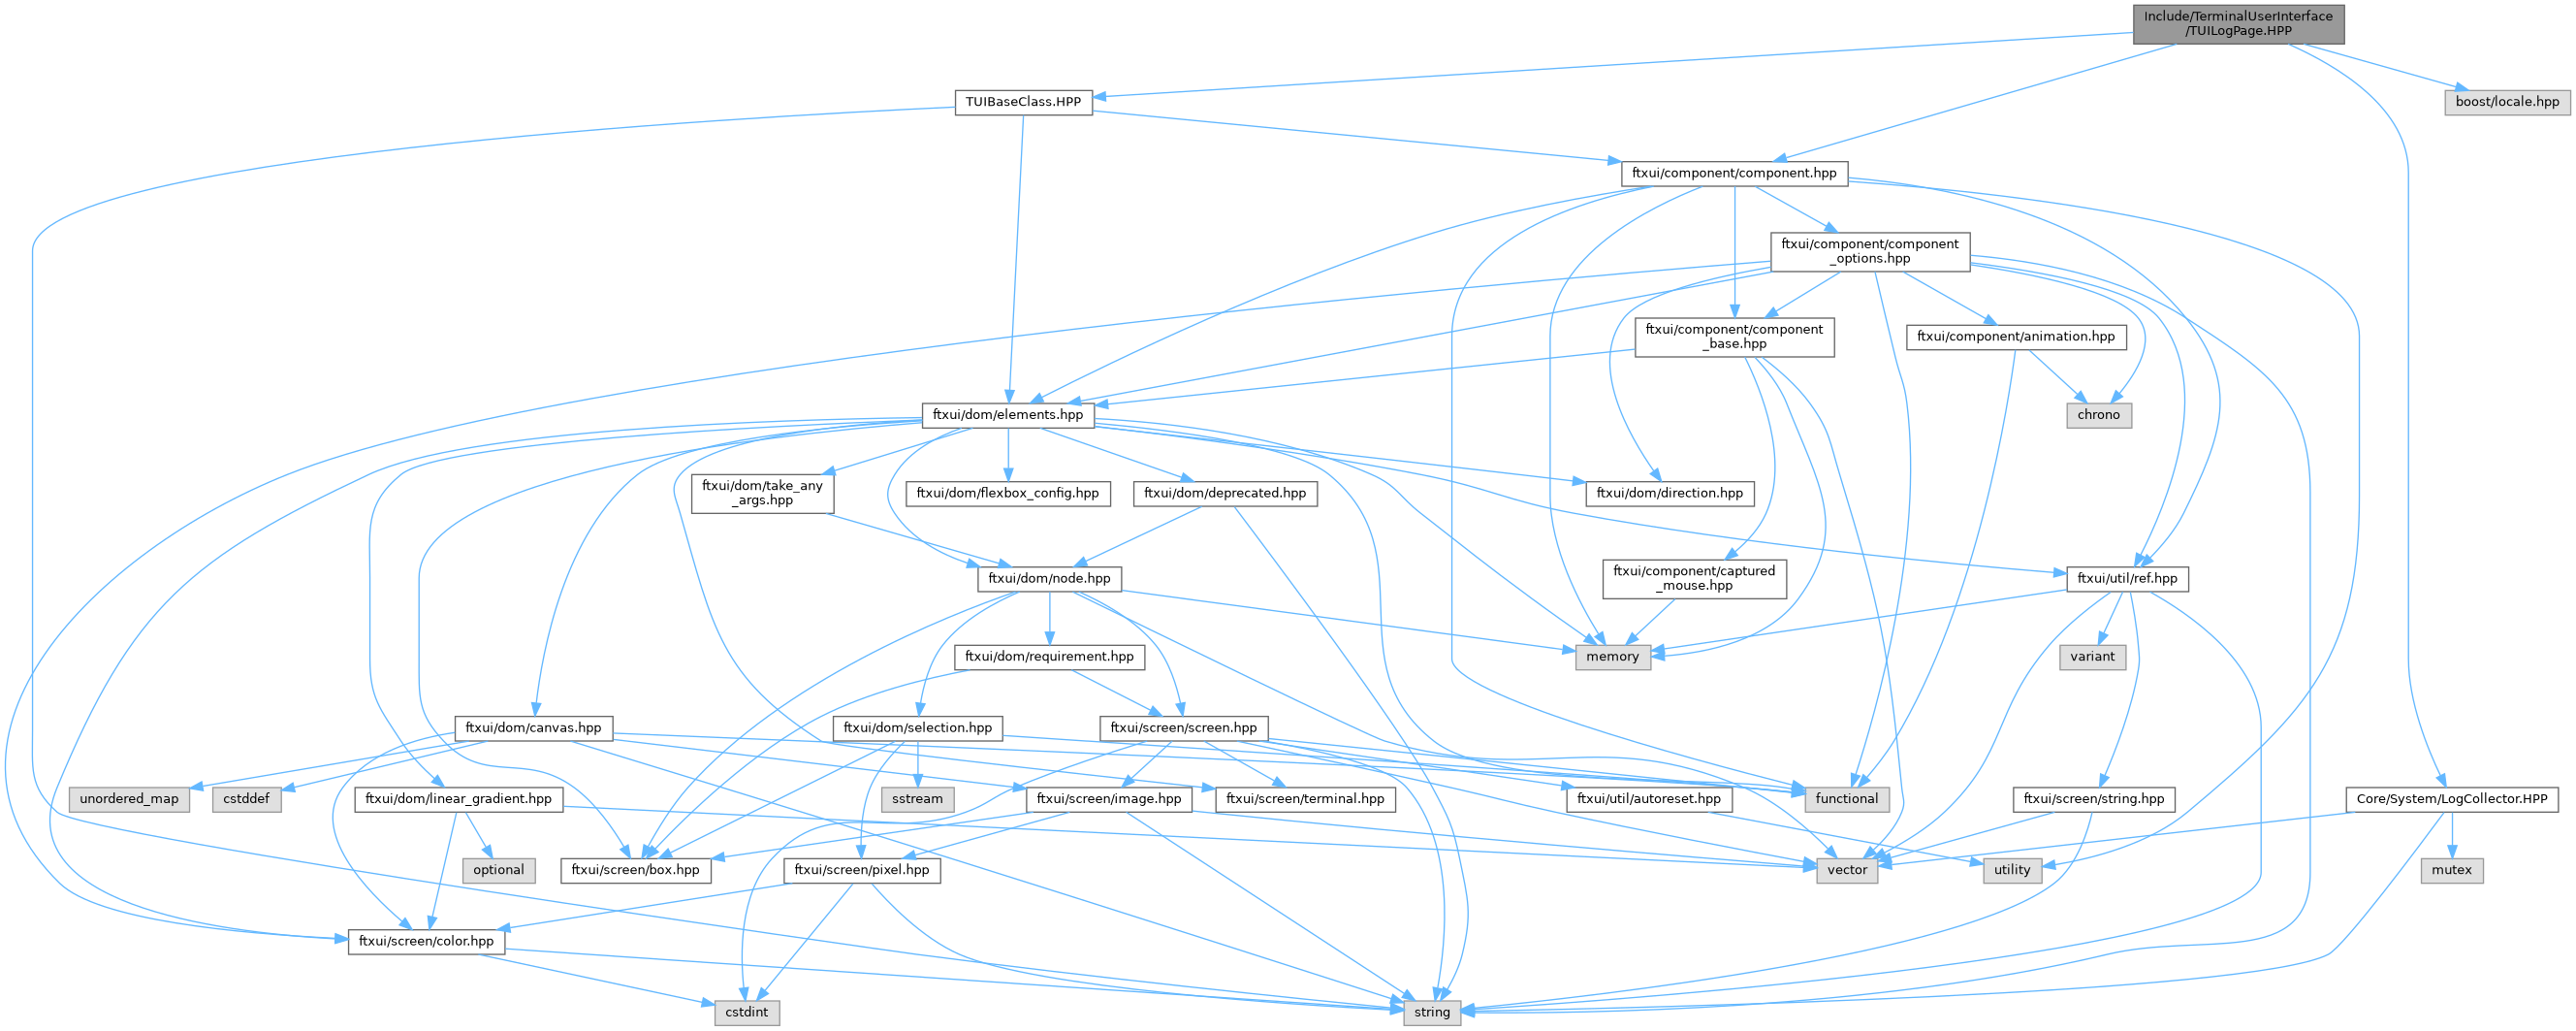 Include/TerminalUserInterface
/TUILogPage.HPP
TUIBaseClass.HPP
boost/locale.hpp
ftxui/component/component.hpp
ftxui/component/component
_options.hpp
ftxui/component/component
_base.hpp
ftxui/component/animation.hpp
ftxui/dom/elements.hpp
chrono
ftxui/dom/take_any
_args.hpp
ftxui/dom/flexbox_config.hpp
ftxui/dom/deprecated.hpp
ftxui/dom/direction.hpp
ftxui/dom/node.hpp
ftxui/component/captured
_mouse.hpp
ftxui/util/ref.hpp
ftxui/dom/requirement.hpp
memory
variant
ftxui/dom/canvas.hpp
ftxui/dom/selection.hpp
ftxui/screen/screen.hpp
unordered_map
cstddef
ftxui/dom/linear_gradient.hpp
sstream
ftxui/screen/image.hpp
ftxui/screen/terminal.hpp
ftxui/util/autoreset.hpp
functional
ftxui/screen/string.hpp
Core/System/LogCollector.HPP
optional
ftxui/screen/box.hpp
ftxui/screen/pixel.hpp
vector
utility
mutex
ftxui/screen/color.hpp
cstdint
string